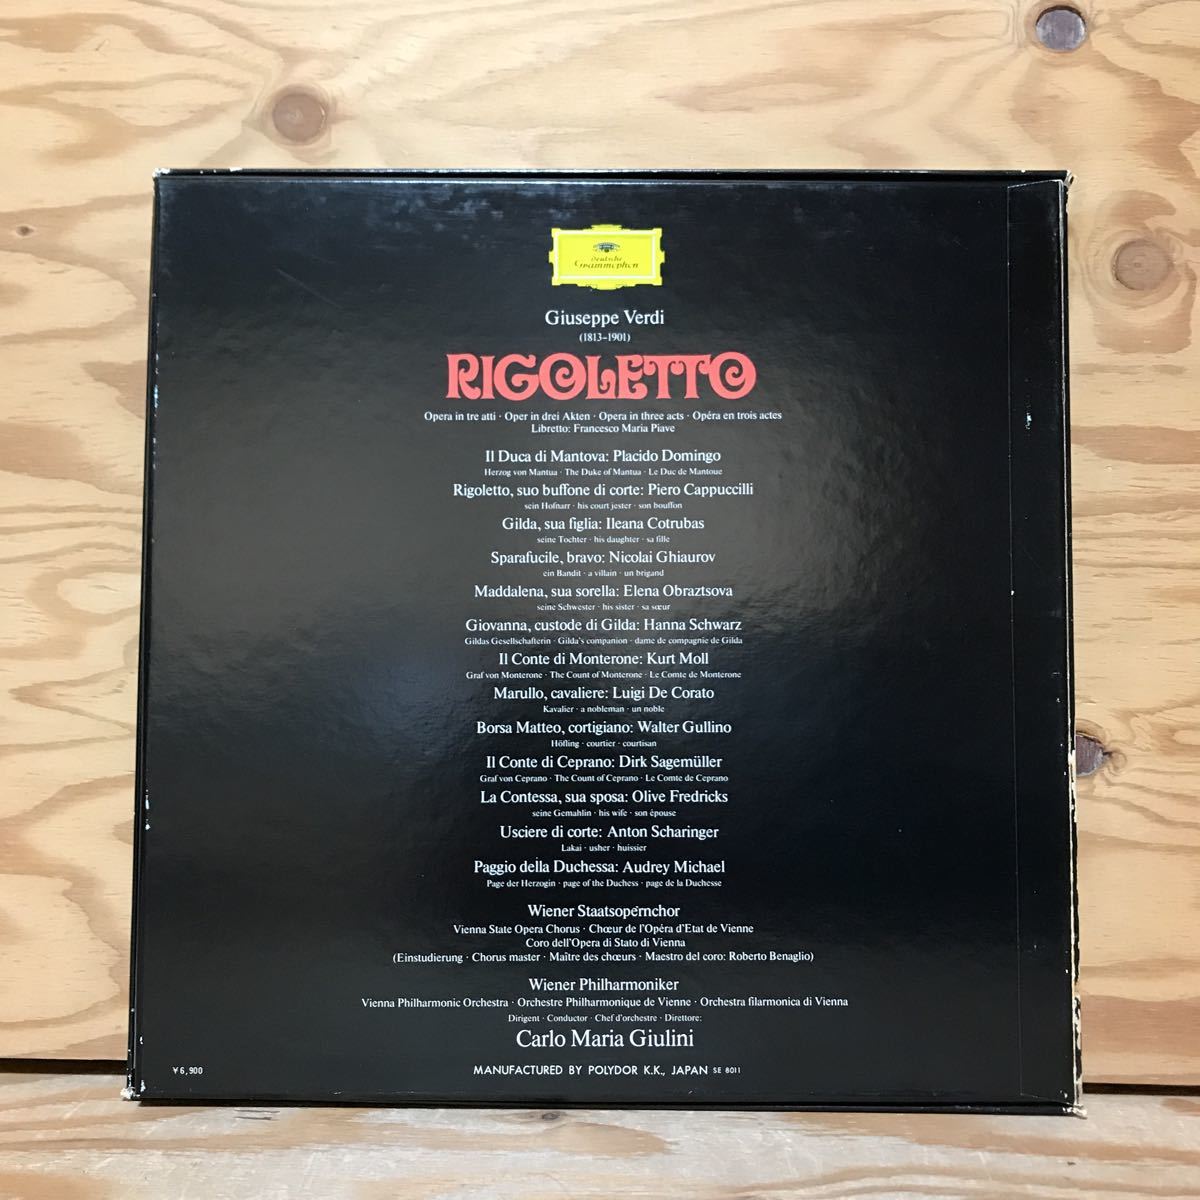 Deutsche
Grammophon
Giuseppe Verdi
(1813-1901)
RIGOLETTO
Opera in tre atti · Oper in drei Akten · Opera in three acts · Opéra en trois actes
Libretto: Francesco Maria Piave
Il Duca di Mantova: Placido Domingo
Herzog von Mantua · The Duke of Mantua · Le Duc de Mantoue
Rigoletto, suo buffone di corte: Piero Cappuccilli
sein Hofnarr · his court jester · son bouffon
Gilda, sua figlia: Ileana Cotrubas
seine Tochter · his daughter · sa fille
Sparafucile, bravo: Nicolai Ghiaurov
ein Bandit · a villain · un brigand
Maddalena, sua sorella: Elena Obraztsova
seine Schwester · his sister · sa sœur
Giovanna, custode di Gilda: Hanna Schwarz
Gildas Gesellschafterin · Gilda's companion · dame de compagnie de Gilda
Il Conte di Monterone: Kurt Moll
Graf von Monterone · The Count of Monterone · Le Comte de Monterone
Marullo, cavaliere: Luigi De Corato
Kavalier · a nobleman · un noble
Borsa Matteo, cortigiano: Walter Gullino
Höfling · courtier · courtisan
Il Conte di Ceprano: Dirk Sagemüller
Graf von Ceprano · The Count of Ceprano · Le Comte de Ceprano
La Contessa, sua sposa: Olive Fredricks
seine Gemahlin · his wife · son épouse
Usciere di corte: Anton Scharinger
Lakai · usher · huissier
Paggio della Duchessa: Audrey Michael
Page der Herzogin · page of the Duchess · page de la Duchesse
Wiener Staatsopernchor
Vienna State Opera Chorus · Chœur de l'Opéra d'Etat de Vienne
Coro dell'Opera di Stato di Vienna
(Einstudierung · Chorus master · Maître des chœurs · Maestro del coro: Roberto Benaglio)
Wiener Philharmoniker
Vienna Philharmonic Orchestra · Orchestre Philharmonique de Vienne · Orchestra filarmonica di Vienna
Dirigent · Conductor · Chef d'orchestre · Direttore:
Carlo Maria Giulini
¥6,900 MANUFACTURED BY POLYDOR K.K., JAPAN SE 8011